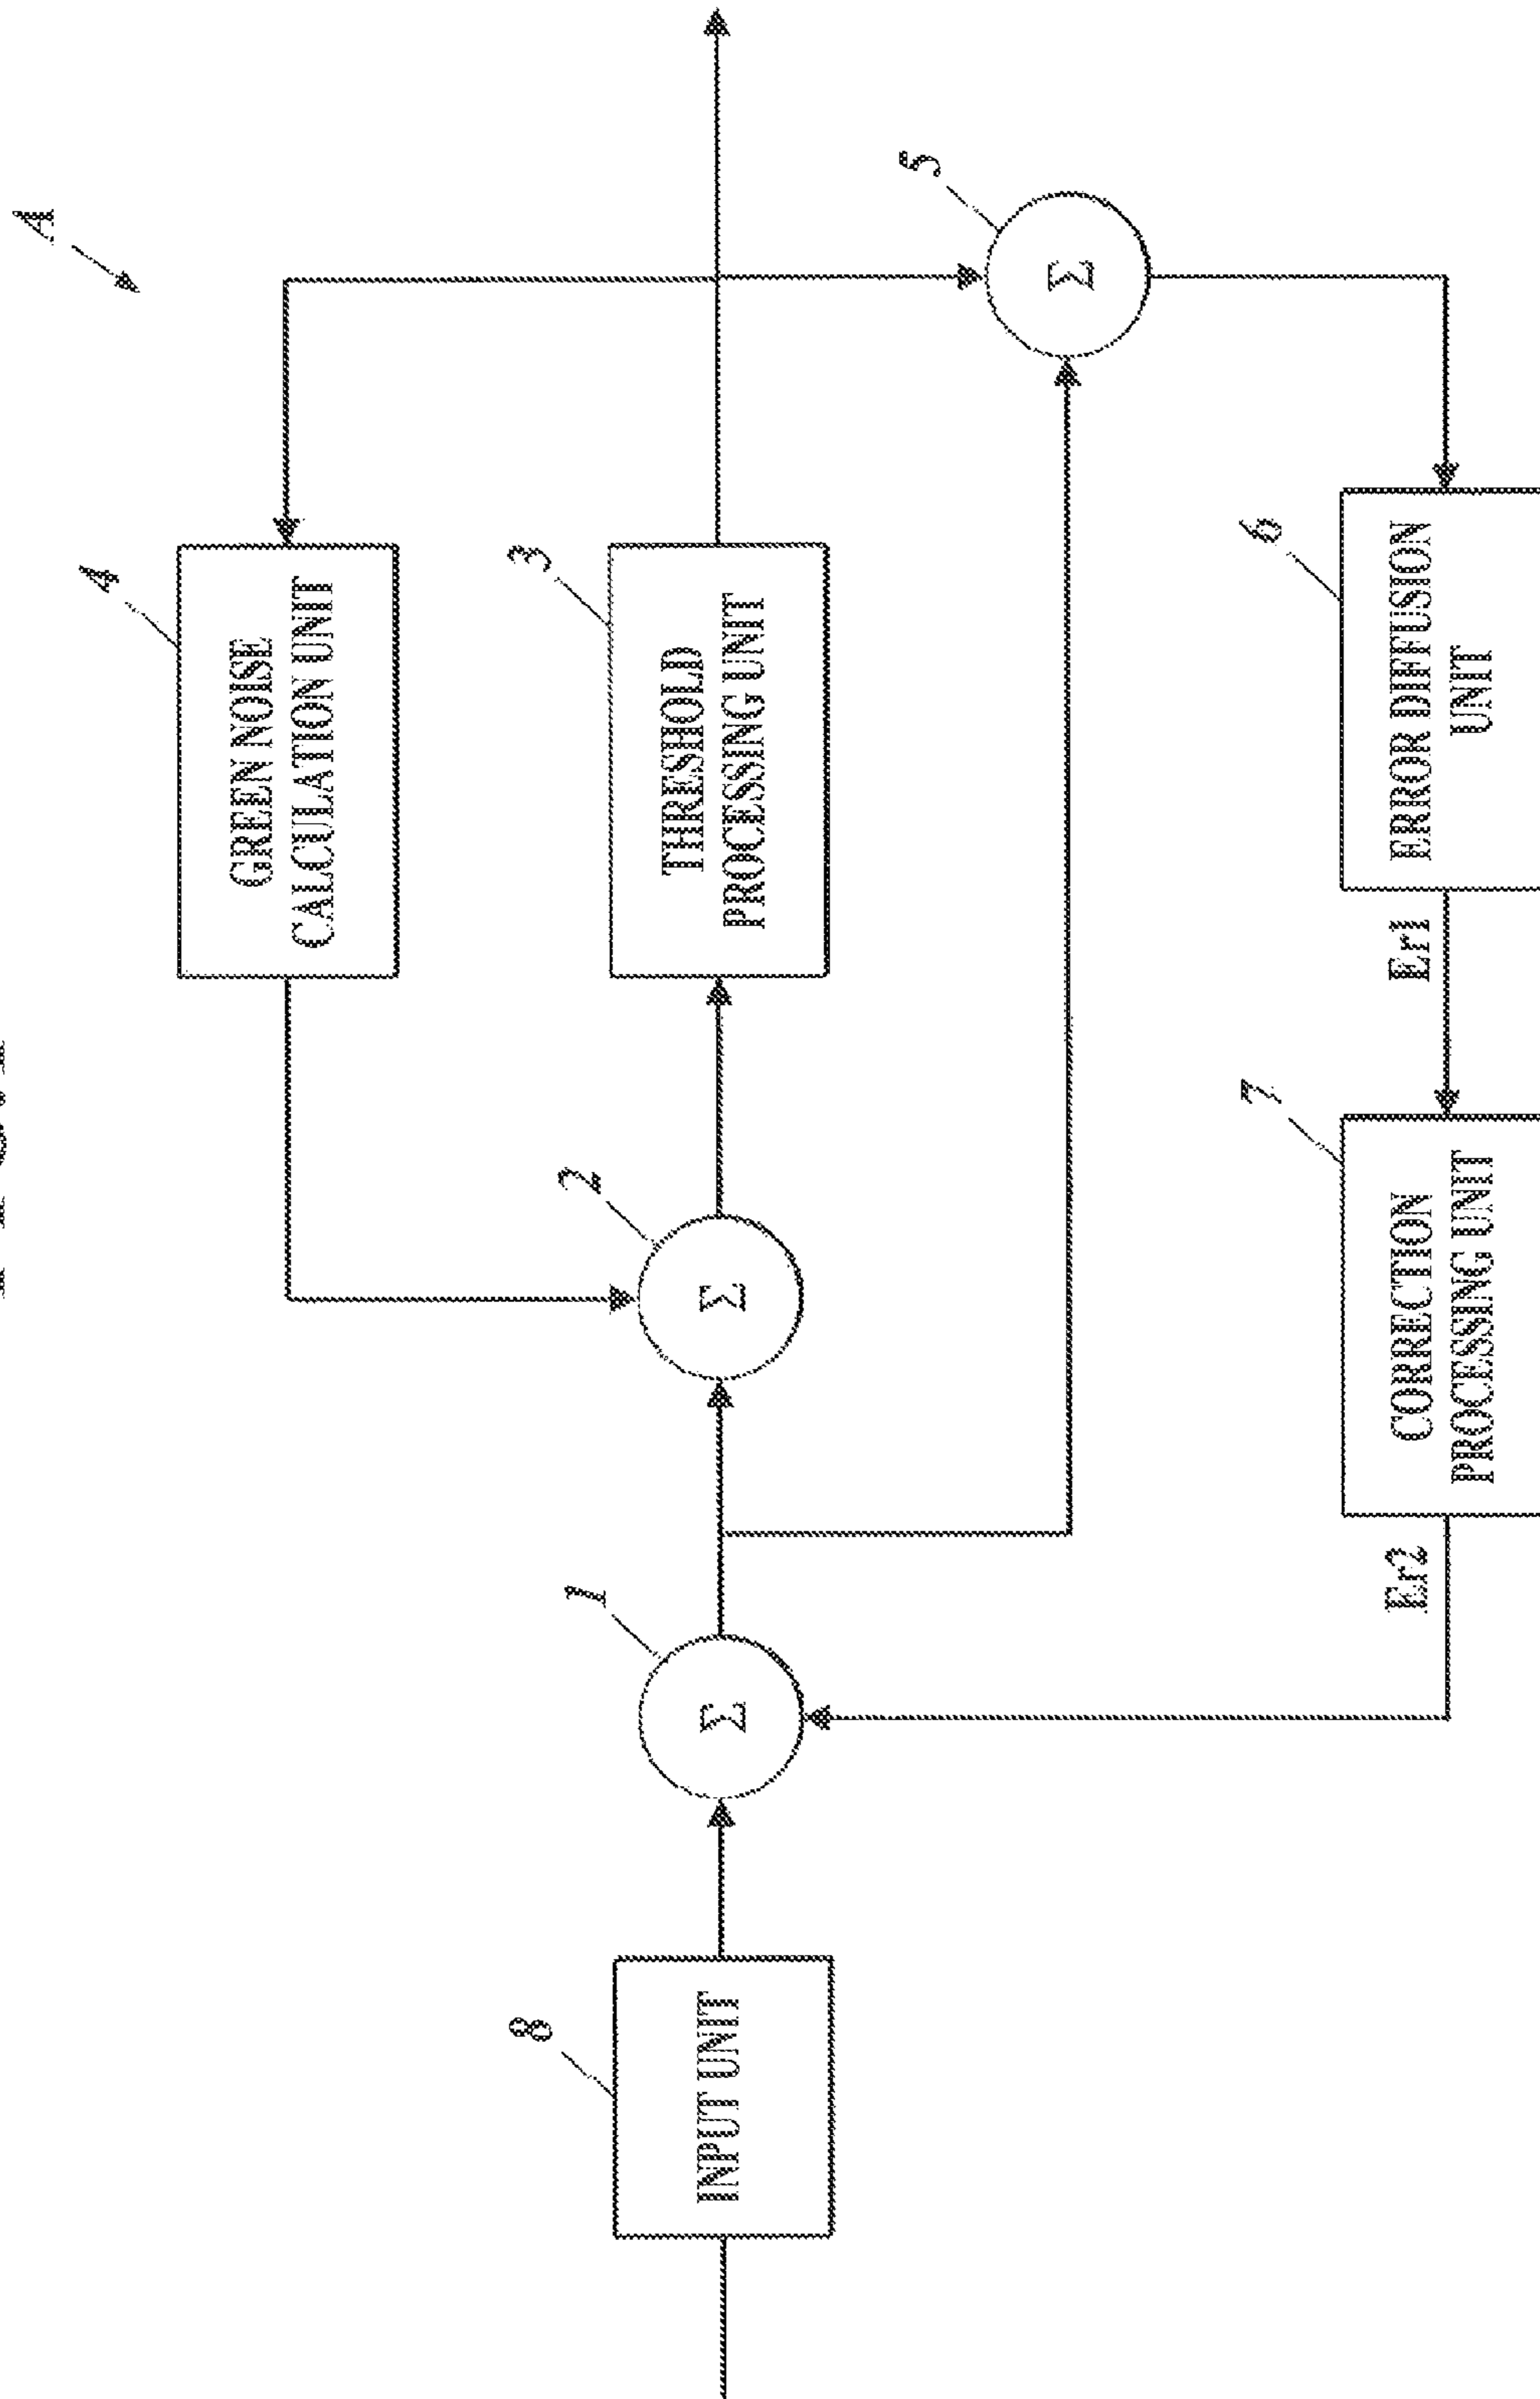 A
4
GREEN NOISE
CALCULATION UNIT
3
THRESHOLD
PROCESSING UNIT
2
Σ
1
Σ
8
INPUT UNIT
5
Σ
6
ERROR DIFFUSION
UNIT
Er1
7
CORRECTION
PROCESSING UNIT
Er2